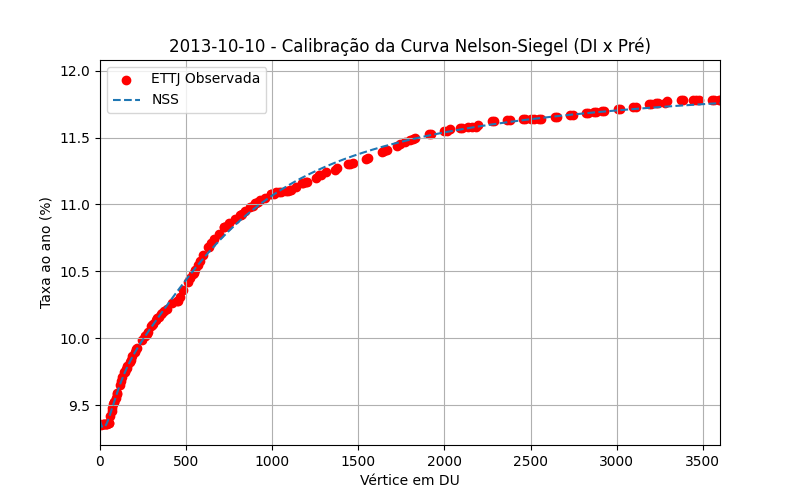 2013-10-10 - Calibração da Curva Nelson-Siegel (DI x Pré)
ETTJ Observada
NSS
12.0
11.5
11.0
10.5
10.0
9.5
Taxa ao ano (%)
0 500 1000 1500 2000 2500 3000 3500
Vértice em DU